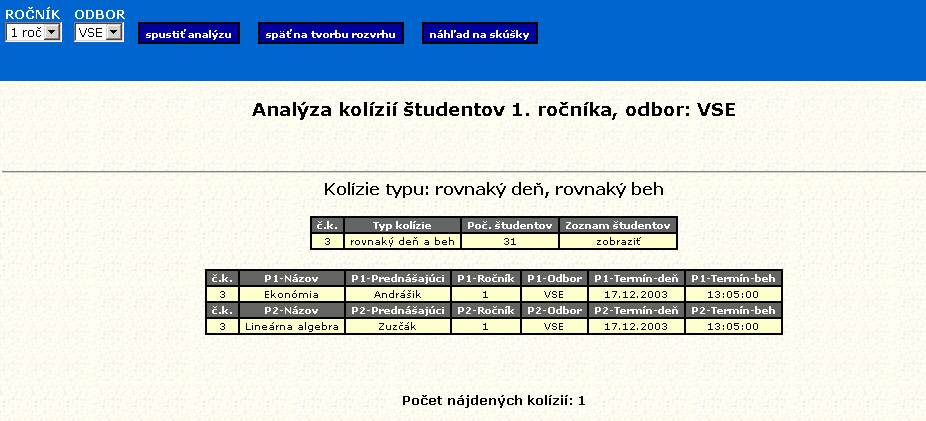 ROČNÍK ODBOR
1 roč VSE spustiť analýzu späť na tvorbu rozvrhu náhľad na skúšky
Analýza kolízií študentov 1. ročníka, odbor: VSE
Kolízie typu: rovnaký deň, rovnaký beh
č.k. Typ kolízie Poč. študentov Zoznam študentov
3 rovnaký deň a beh 31 zobraziť
č.k. P1-Názov P1-Prednášajúci P1-Ročník P1-Odbor P1-Termín-deň P1-Termín-beh
3 Ekonómia Andrášik 1 VSE 17.12.2003 13:05:00
č.k. P2-Názov P2-Prednášajúci P2-Ročník P2-Odbor P2-Termín-deň P2-Termín-beh
3 Lineárna algebra Zuzčák 1 VSE 17.12.2003 13:05:00
Počet nájdených kolízií: 1